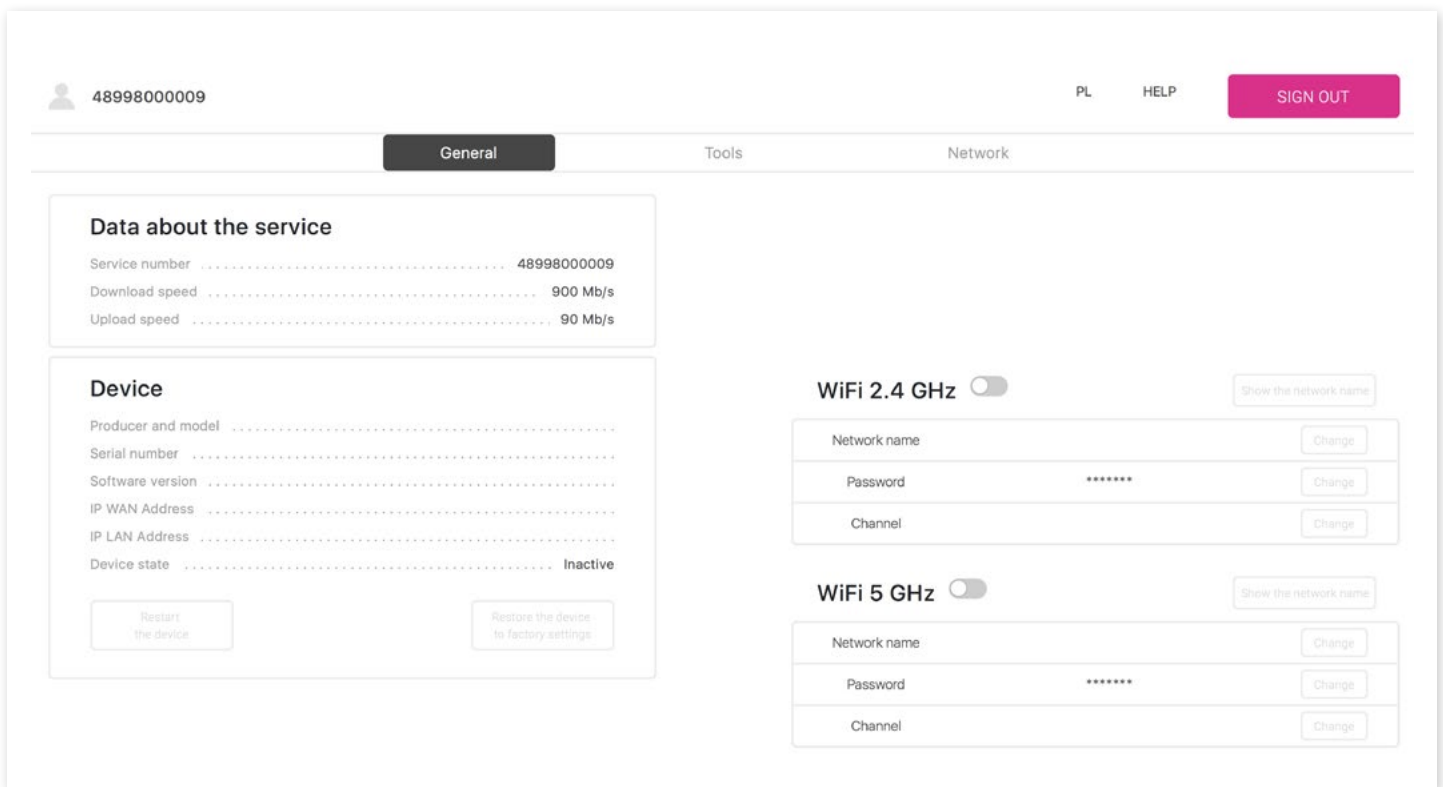 48998000009
PL HELP SIGN OUT
General Tools Network
Data about the service
Service number 48998000009
Download speed 900 Mb/s
Upload speed 90 Mb/s
Device
Producer and model
Serial number
Software version
IP WAN Address
IP LAN Address
Device state Inactive
Restart
the device
Restore the device
to factory settings
WiFi 2.4 GHz Show the network name
Network name Change
Password ******* Change
Channel Change
WiFi 5 GHz Show the network name
Network name Change
Password ******* Change
Channel Change